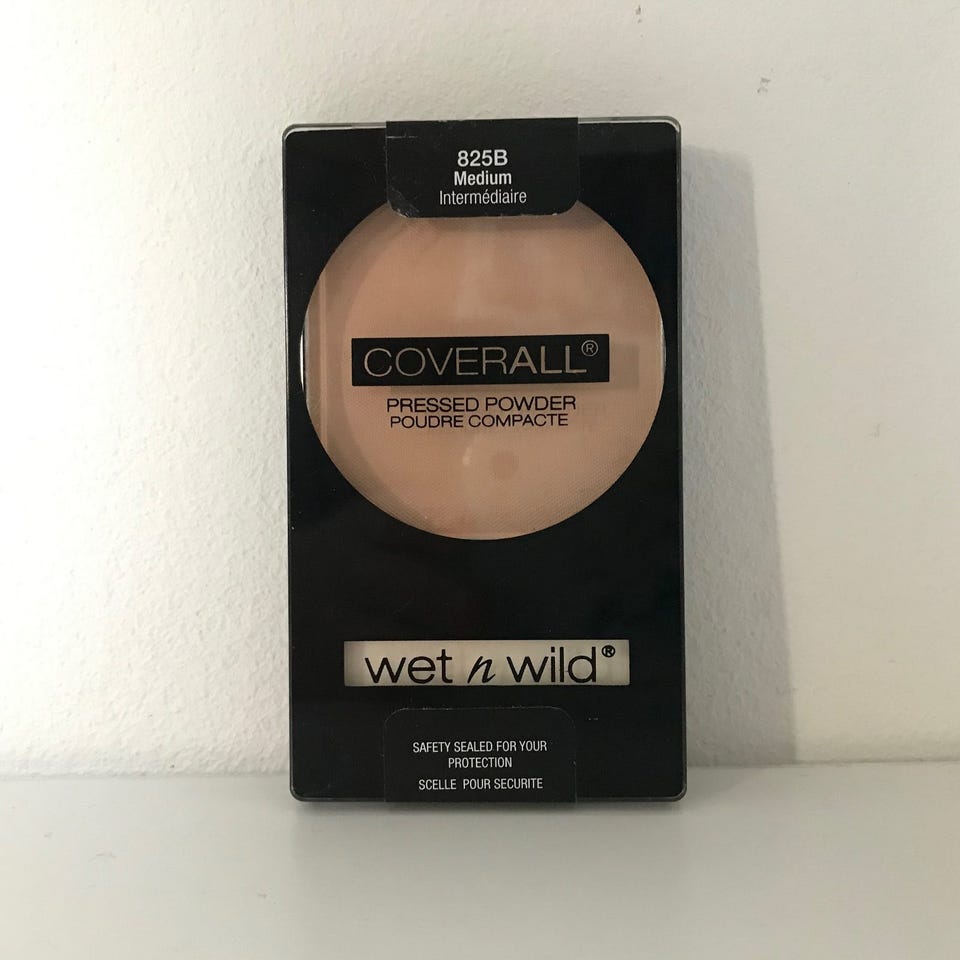 825B
Medium
Intermédiaire
COVERALL®
PRESSED POWDER
POUDRE COMPACTE
wet n wild®
SAFETY SEALED FOR YOUR
PROTECTION
SCELLE POUR SECURITE